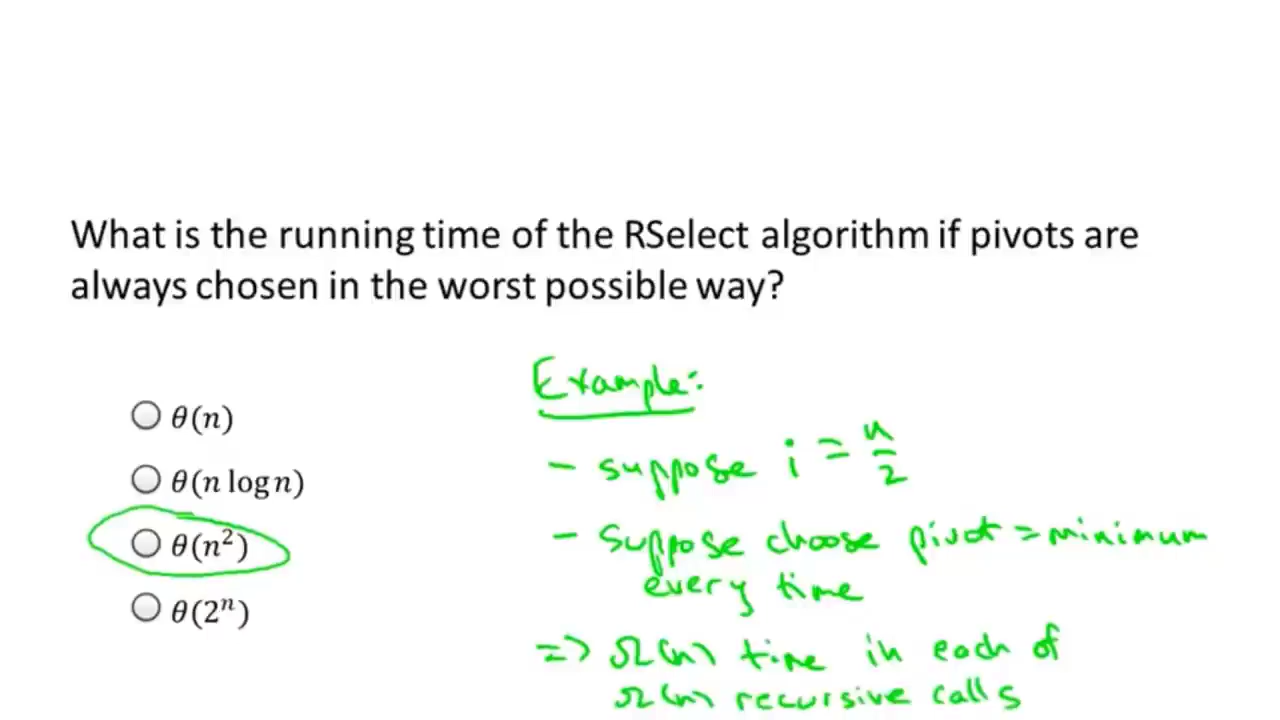 What is the running time of the RSelect algorithm if pivots are
always chosen in the worst possible way?
θ(n)
θ(n log n)
θ(n²)
θ(2ⁿ)
Example:
- suppose i = n/2
- suppose choose pivot = minimum
every time
=> Ω(n) time in each of
Ω(n) recursive calls